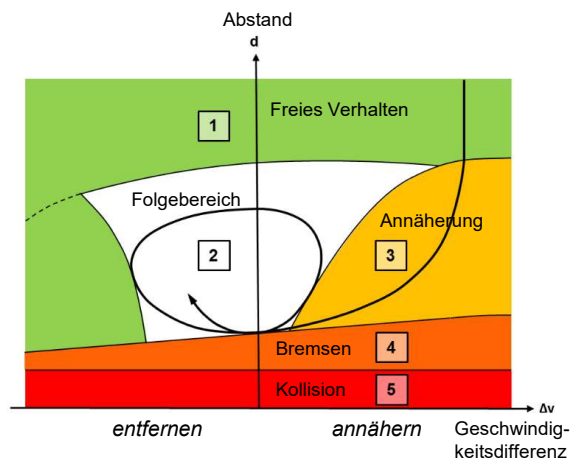 Abstand
d
Freies Verhalten
1
Folgebereich
Annäherung
2
3
Bremsen
4
Kollision
5
Δv
entfernen
annähern
Geschwindig-
keitsdifferenz